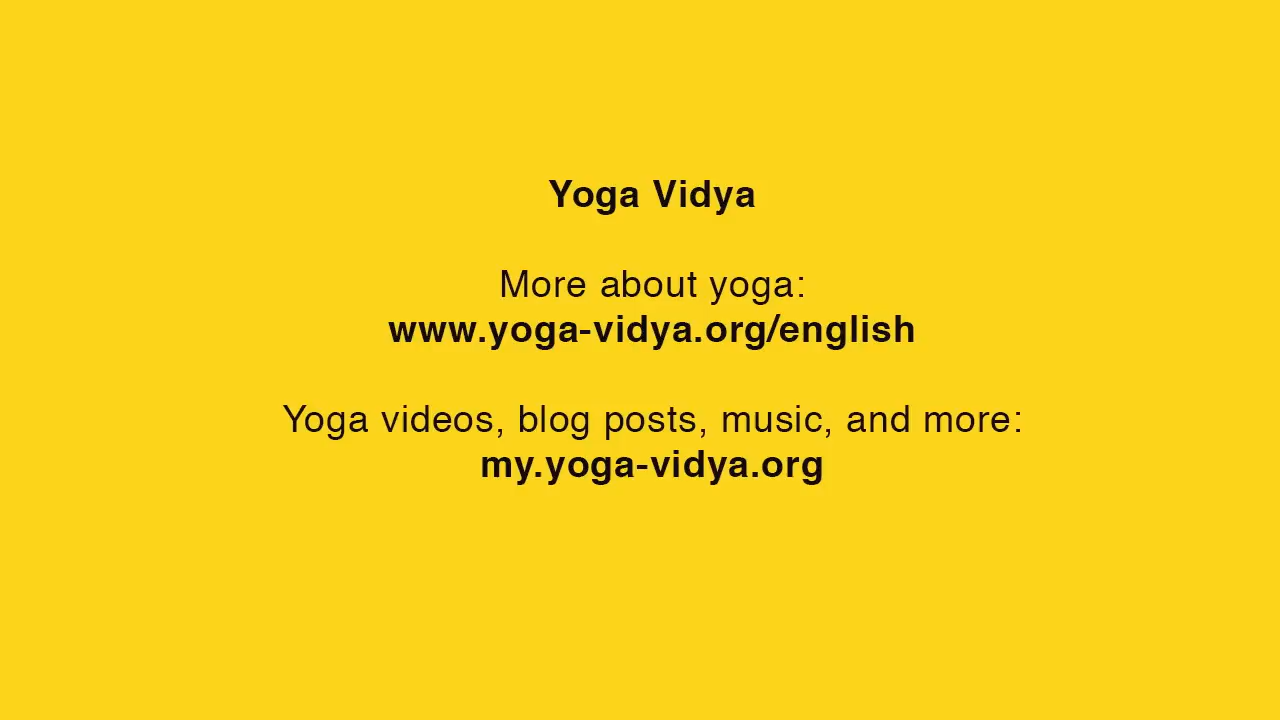 Yoga Vidya
More about yoga:
www.yoga-vidya.org/english
Yoga videos, blog posts, music, and more:
my.yoga-vidya.org